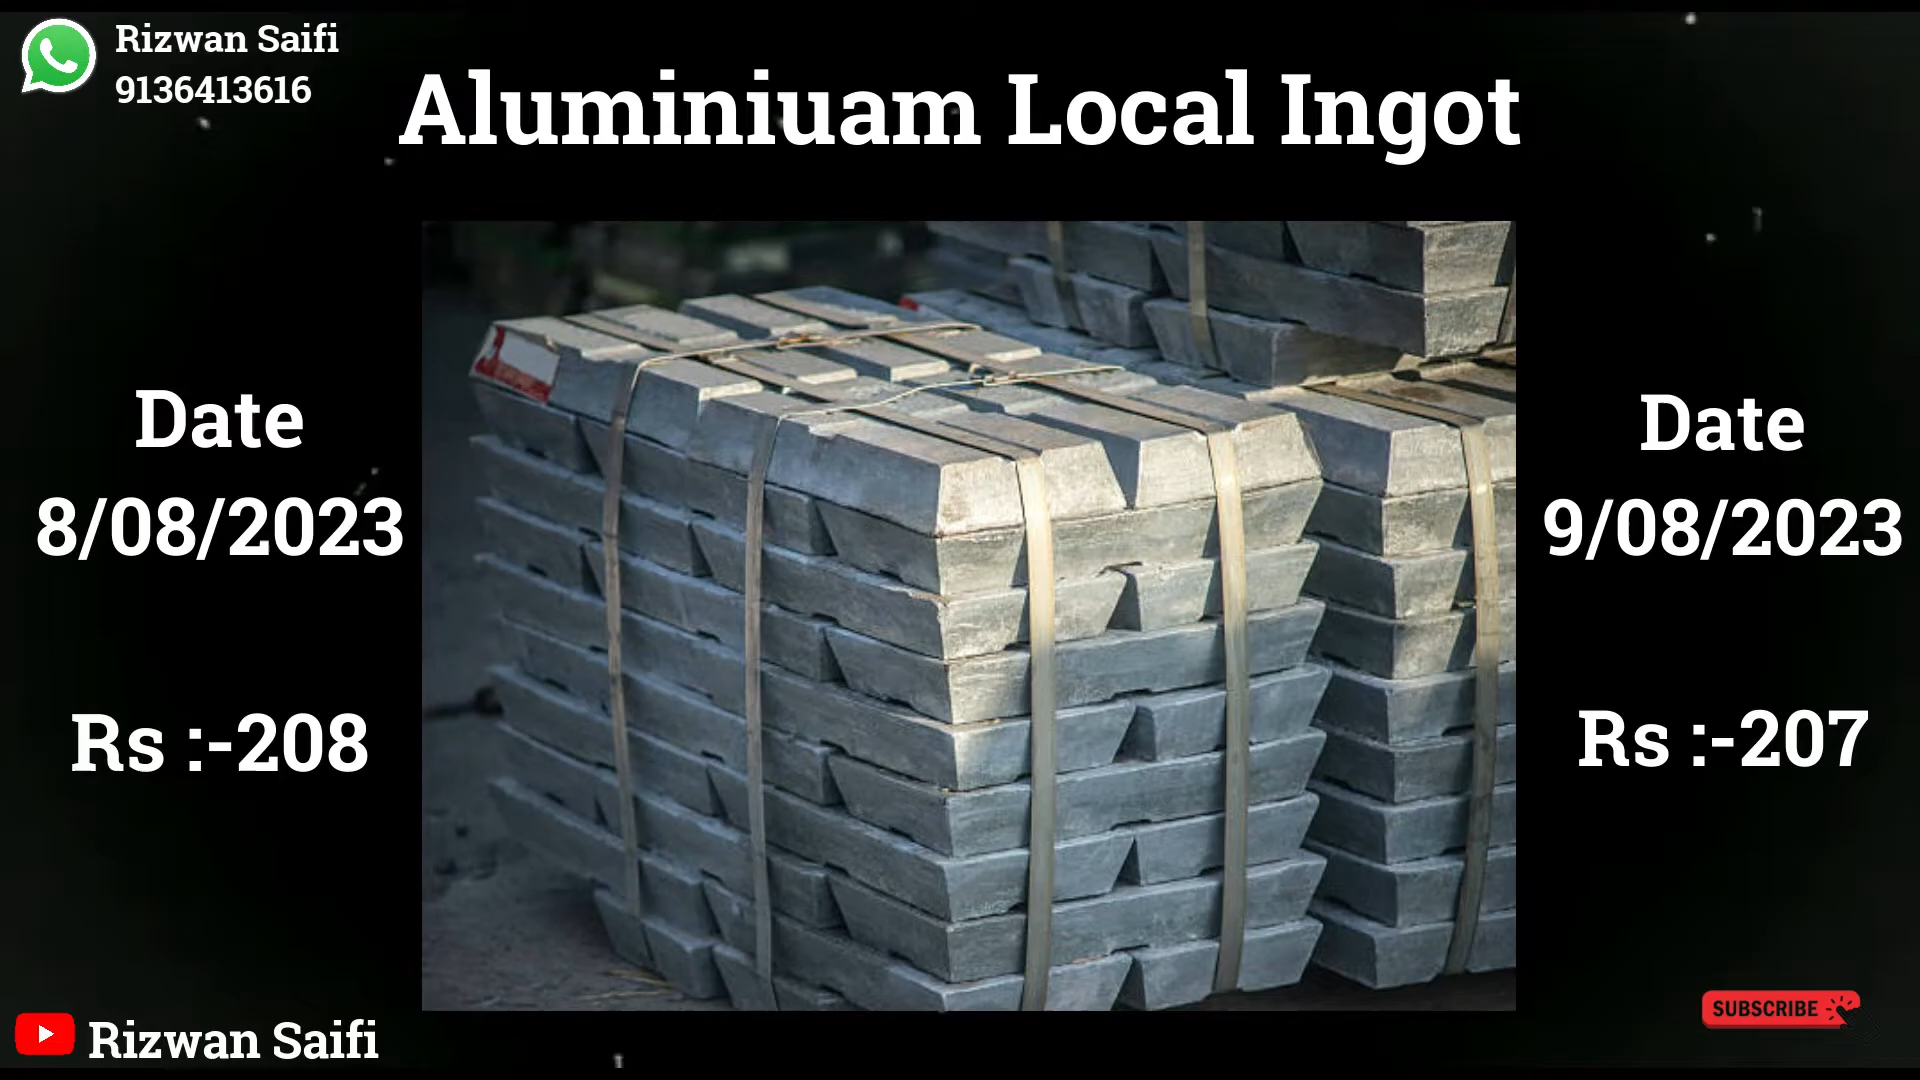 Rizwan Saifi
9136413616
Aluminiuam Local Ingot
Date
8/08/2023
Rs :-208
Date
9/08/2023
Rs :-207
Rizwan Saifi
SUBSCRIBE